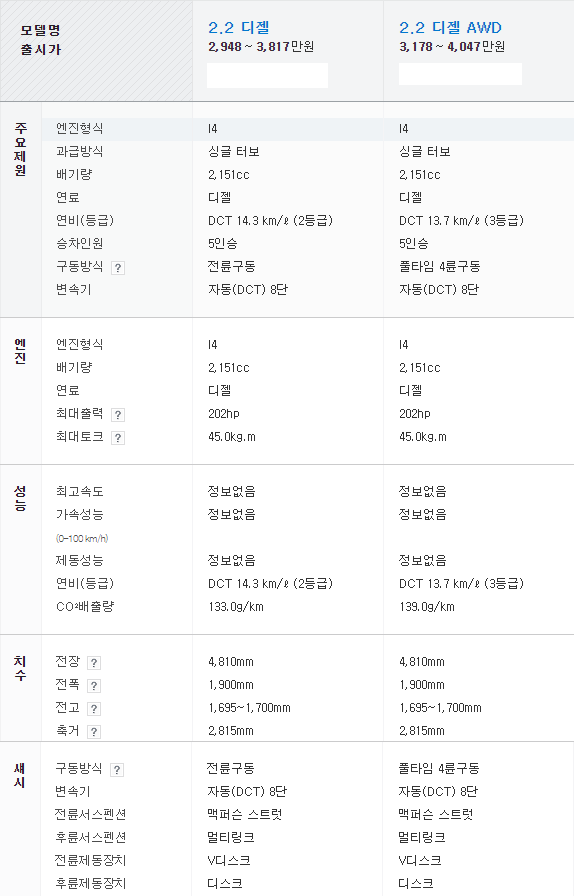 모델명 2.2 디젤 2.2 디젤 AWD
출시가 2,948 ~ 3,817만원 3,178 ~ 4,047만원
주요제원
엔진형식 I4 I4
과급방식 싱글 터보 싱글 터보
배기량 2,151cc 2,151cc
연료 디젤 디젤
연비(등급) DCT 14.3 km/ℓ (2등급) DCT 13.7 km/ℓ (3등급)
승차인원 5인승 5인승
구동방식 ? 전륜구동 풀타임 4륜구동
변속기 자동(DCT) 8단 자동(DCT) 8단
엔진
엔진형식 I4 I4
배기량 2,151cc 2,151cc
연료 디젤 디젤
최대출력 ? 202hp 202hp
최대토크 ? 45.0kg.m 45.0kg.m
성능
최고속도 정보없음 정보없음
가속성능 정보없음 정보없음
(0-100 km/h)
제동성능 정보없음 정보없음
연비(등급) DCT 14.3 km/ℓ (2등급) DCT 13.7 km/ℓ (3등급)
CO²배출량 133.0g/km 139.0g/km
치수
전장 ? 4,810mm 4,810mm
전폭 ? 1,900mm 1,900mm
전고 ? 1,695~1,700mm 1,695~1,700mm
축거 ? 2,815mm 2,815mm
섀시
구동방식 ? 전륜구동 풀타임 4륜구동
변속기 자동(DCT) 8단 자동(DCT) 8단
전륜서스펜션 맥퍼슨 스트럿 맥퍼슨 스트럿
후륜서스펜션 멀티링크 멀티링크
전륜제동장치 V디스크 V디스크
후륜제동장치 디스크 디스크